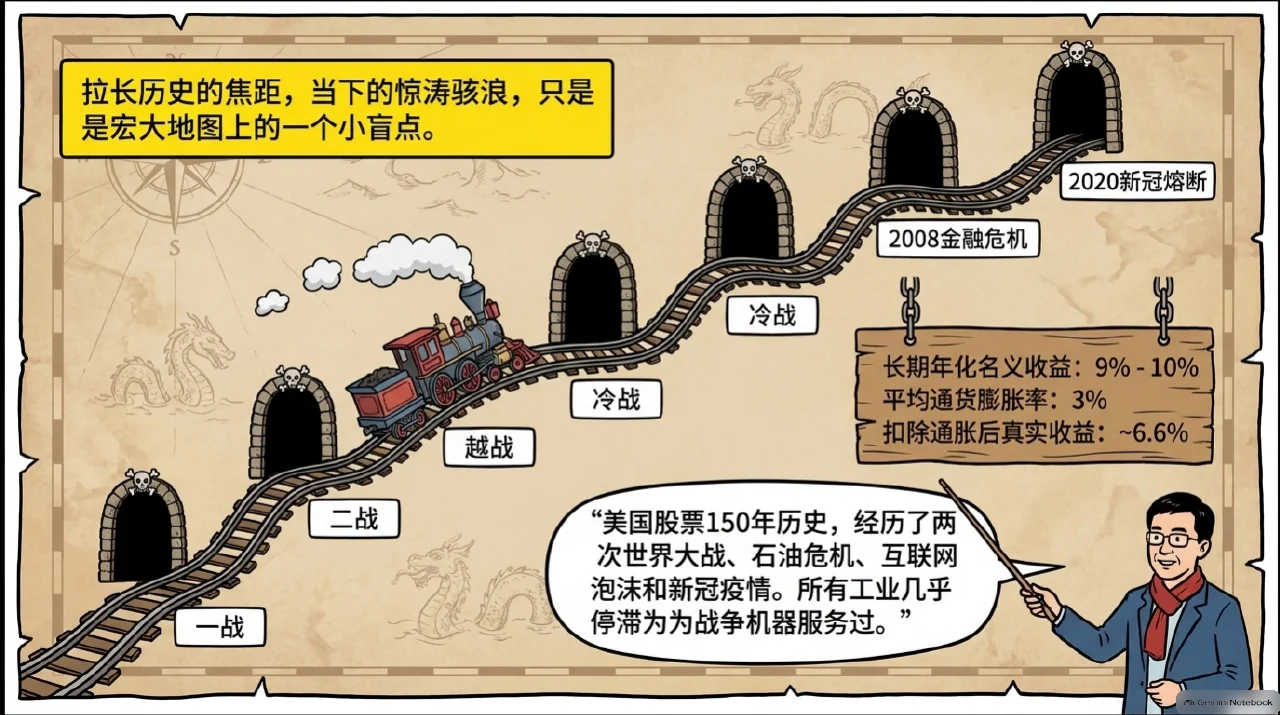 拉长历史的焦距，当下的惊涛骇浪，只是
是宏大地图上的一个小盲点。
S
2020新冠熔断
2008金融危机
冷战
冷战
越战
二战
一战
长期年化名义收益：9% - 10%
平均通货膨胀率：3%
扣除通胀后真实收益：~6.6%
“美国股票150年历史，经历了两
次世界大战、石油危机、互联网
泡沫和新冠疫情。所有工业几乎
停滞为为战争机器服务过。”
Gemini Notebook